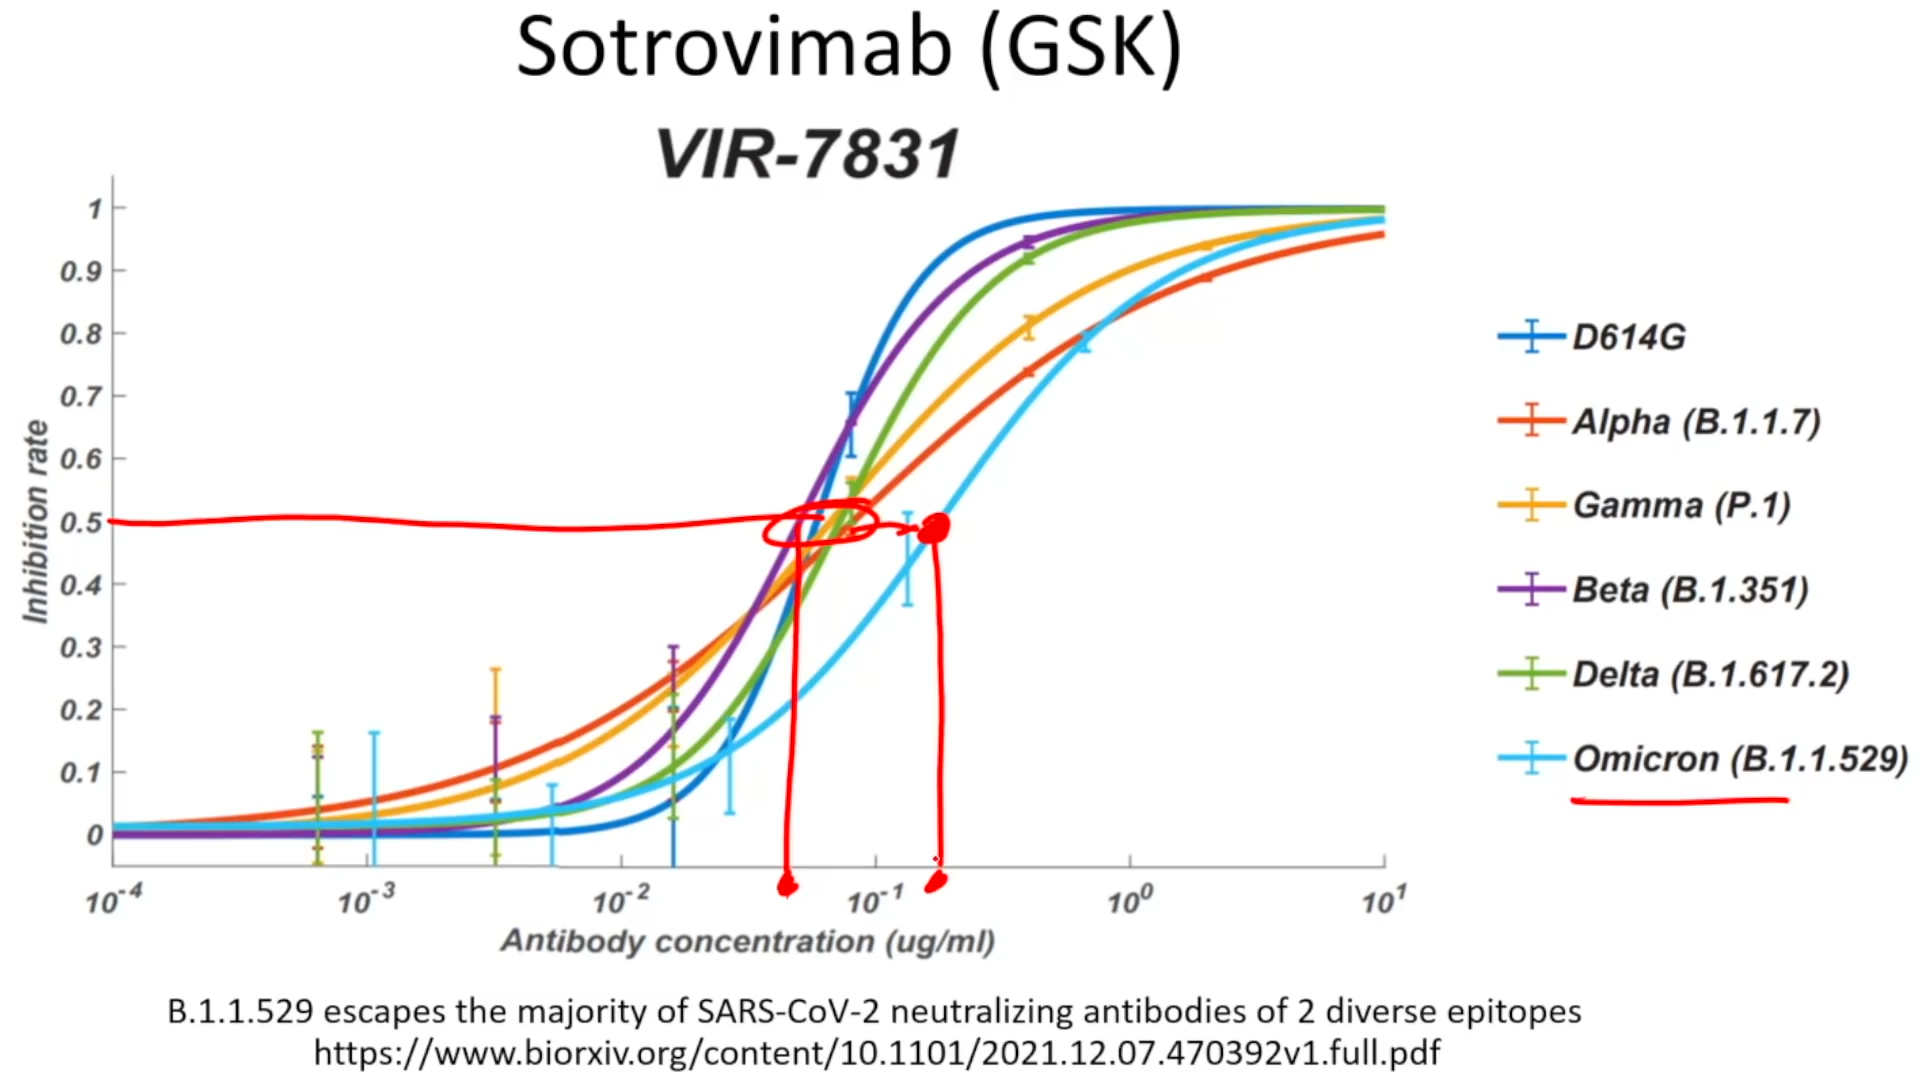 Sotrovimab (GSK)
VIR-7831
1
0.9
0.8
0.7
0.6
0.5
0.4
0.3
0.2
0.1
0
Inhibition rate
10⁻⁴ 10⁻³ 10⁻² 10⁻¹ 10⁰ 10¹
Antibody concentration (ug/ml)
D614G
Alpha (B.1.1.7)
Gamma (P.1)
Beta (B.1.351)
Delta (B.1.617.2)
Omicron (B.1.1.529)
B.1.1.529 escapes the majority of SARS-CoV-2 neutralizing antibodies of 2 diverse epitopes
https://www.biorxiv.org/content/10.1101/2021.12.07.470392v1.full.pdf